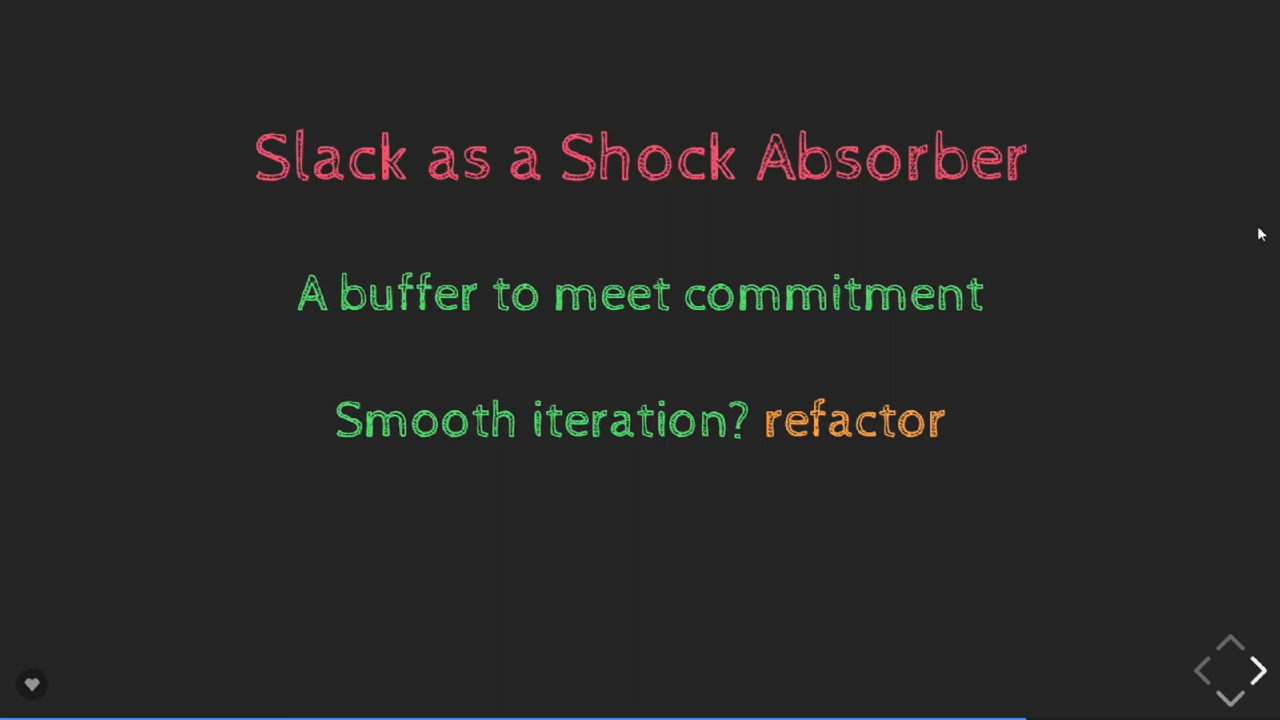 Slack as a Shock Absorber
A buffer to meet commitment
Smooth iteration? refactor